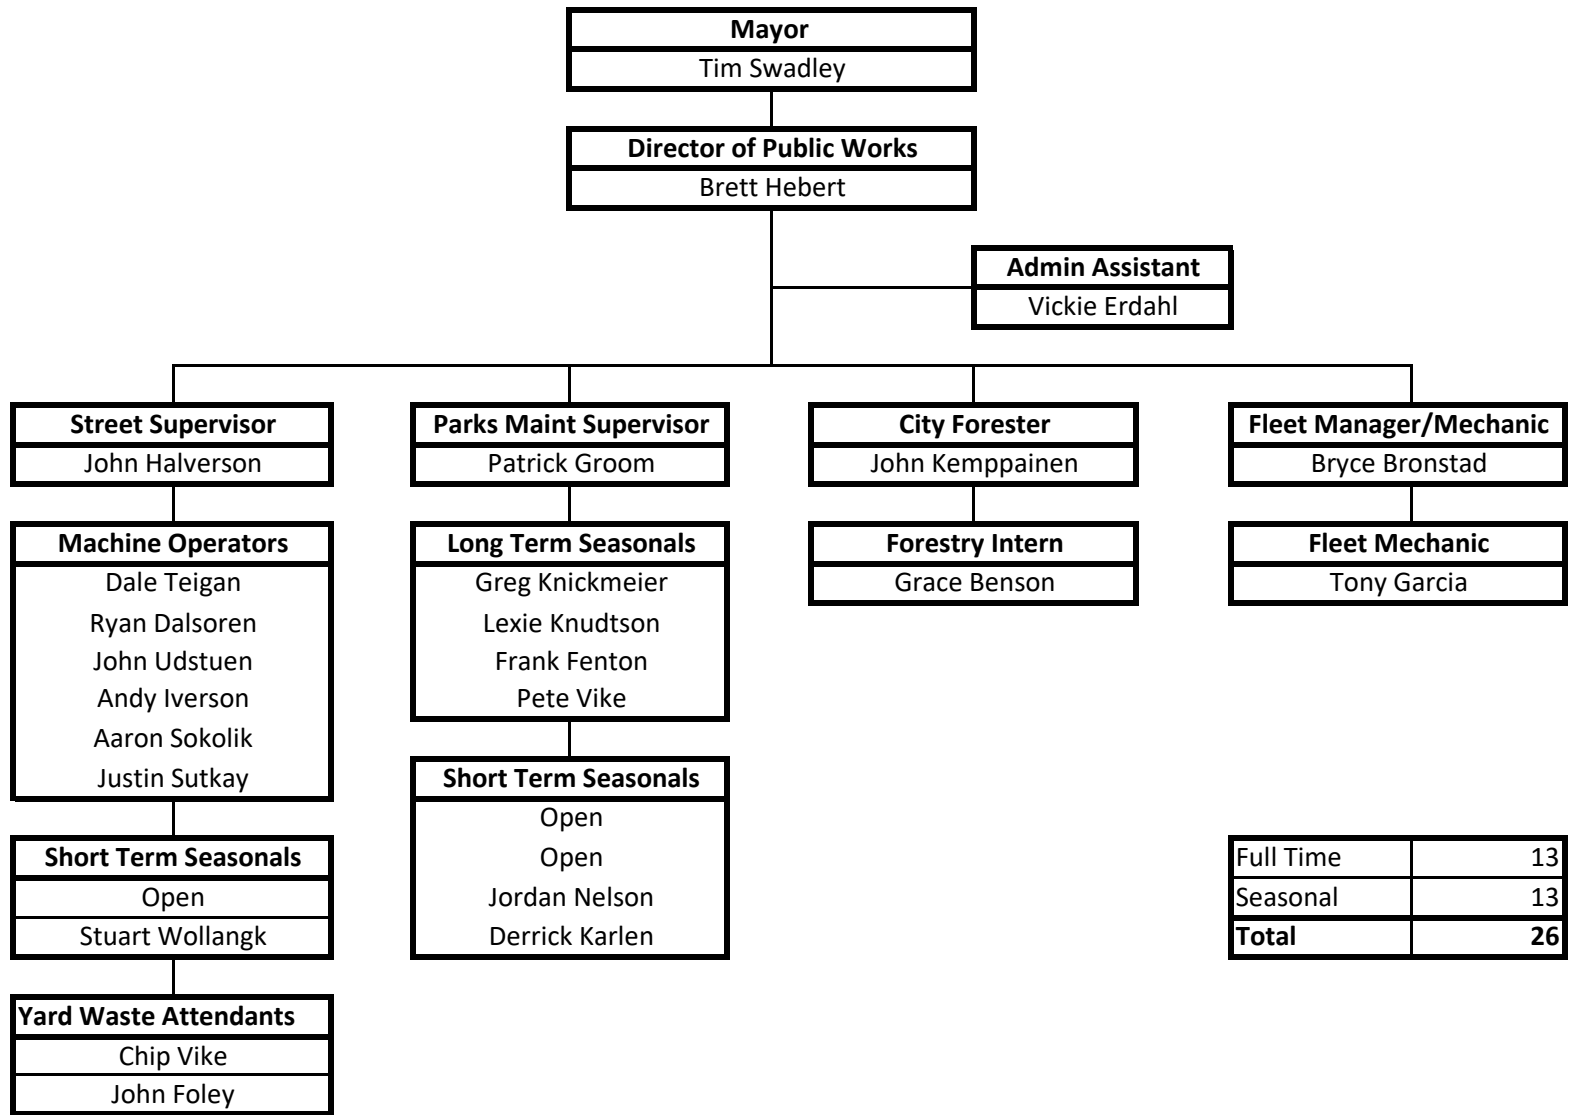 Mayor
Tim Swadley
Director of Public Works
Brett Hebert
Admin Assistant
Vickie Erdahl
Street Supervisor
John Halverson
Machine Operators
Dale Teigan
Ryan Dalsoren
John Udstuen
Andy Iverson
Aaron Sokolik
Justin Sutkay
Short Term Seasonals
Open
Stuart Wollangk
Yard Waste Attendants
Chip Vike
John Foley
Parks Maint Supervisor
Patrick Groom
Long Term Seasonals
Greg Knickmeier
Lexie Knudtson
Frank Fenton
Pete Vike
Short Term Seasonals
Open
Open
Jordan Nelson
Derrick Karlen
City Forester
John Kemppainen
Forestry Intern
Grace Benson
Fleet Manager/Mechanic
Bryce Bronstad
Fleet Mechanic
Tony Garcia
Full Time 13
Seasonal 13
Total 26